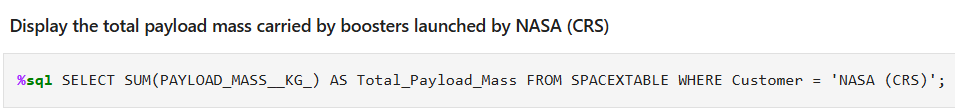 Display the total payload mass carried by boosters launched by NASA (CRS)
%sql SELECT SUM(PAYLOAD_MASS__KG_) AS Total_Payload_Mass FROM SPACEXTABLE WHERE Customer = 'NASA (CRS)';